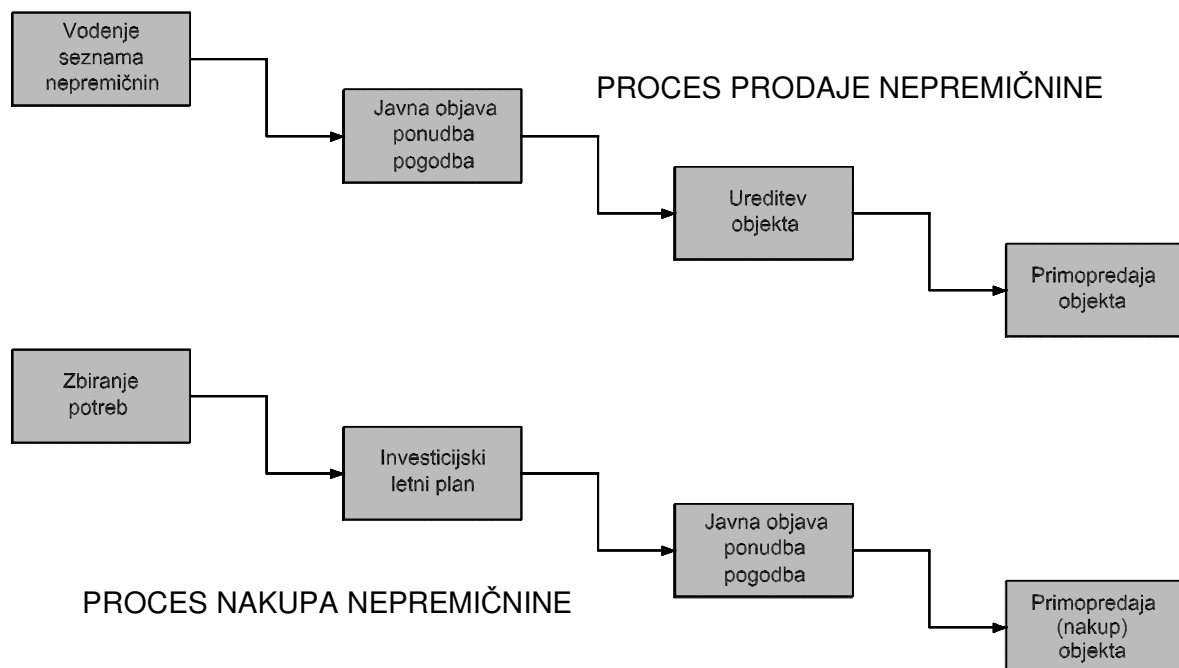 Vodenje
seznama
nepremičnin
PROCES PRODAJE NEPREMIČNINE
Javna objava
ponudba
pogodba
Ureditev
objekta
Primopredaja
objekta
Zbiranje
potreb
Investicijski
letni plan
Javna objava
ponudba
pogodba
PROCES NAKUPA NEPREMIČNINE
Primopredaja
(nakup)
objekta